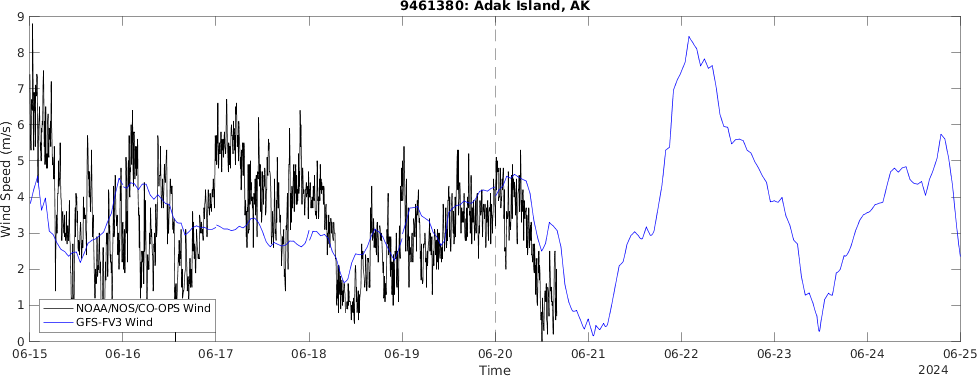 9461380: Adak Island, AK
Wind Speed (m/s)
9
8
7
6
5
4
3
2
1
0
NOAA/NOS/CO-OPS Wind
GFS-FV3 Wind
06-15 06-16 06-17 06-18 06-19 06-20 06-21 06-22 06-23 06-24 06-25
Time
2024